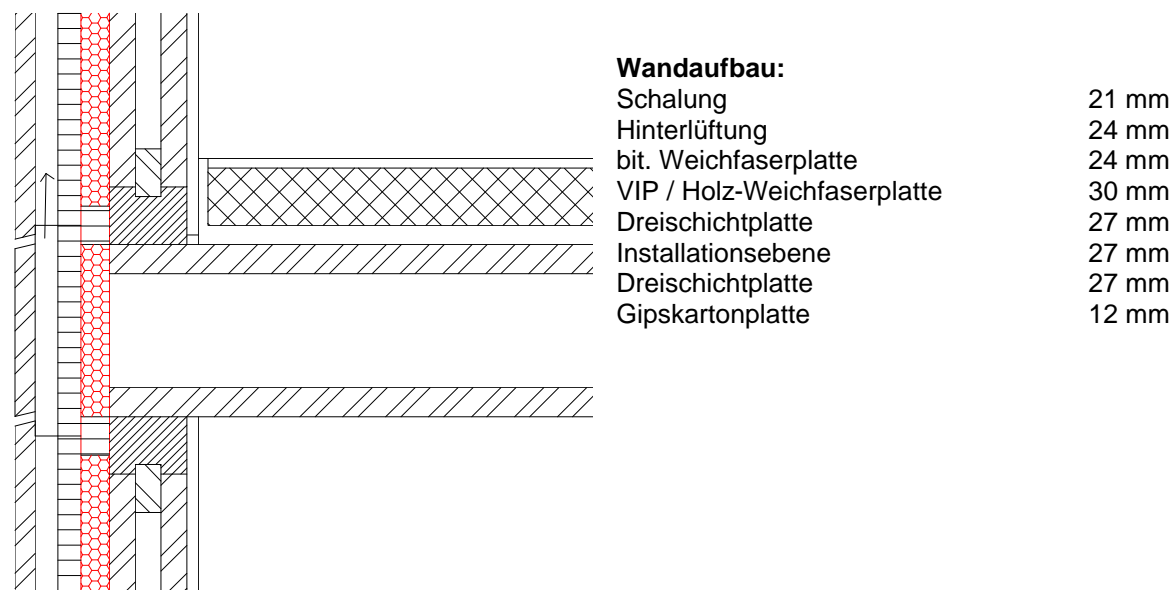 Wandaufbau:
Schalung 21 mm
Hinterlüftung 24 mm
bit. Weichfaserplatte 24 mm
VIP / Holz-Weichfaserplatte 30 mm
Dreischichtplatte 27 mm
Installationsebene 27 mm
Dreischichtplatte 27 mm
Gipskartonplatte 12 mm